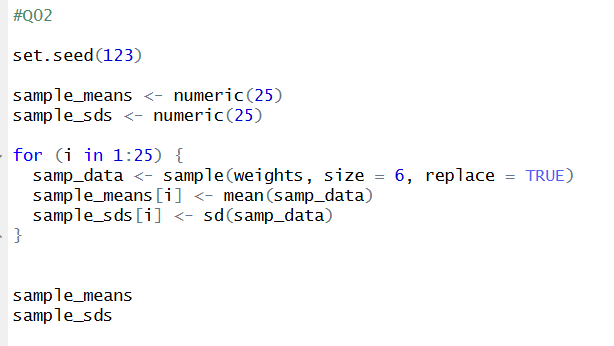 #Q02
set.seed(123)
sample_means <- numeric(25)
sample_sds <- numeric(25)
for (i in 1:25) {
  samp_data <- sample(weights, size = 6, replace = TRUE)
  sample_means[i] <- mean(samp_data)
  sample_sds[i] <- sd(samp_data)
}
sample_means
sample_sds